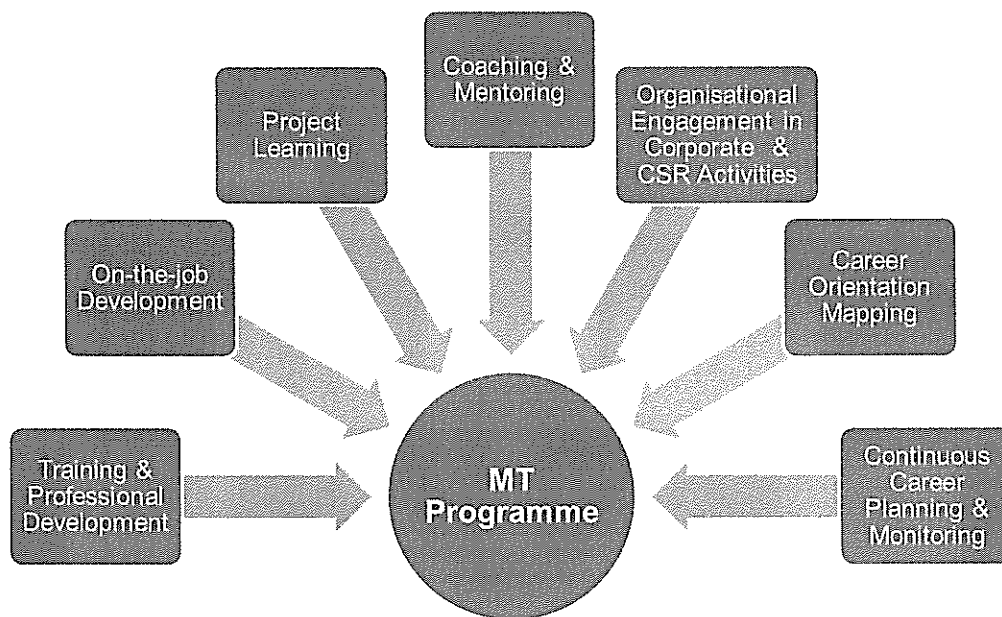 Coaching &
Mentoring
Project
Learning
Organisational
Engagement in
Corporate &
CSR Activities
On-the-job
Development
Career
Orientation
Mapping
Training &
Professional
Development
MT
Programme
Continuous
Career
Planning &
Monitoring